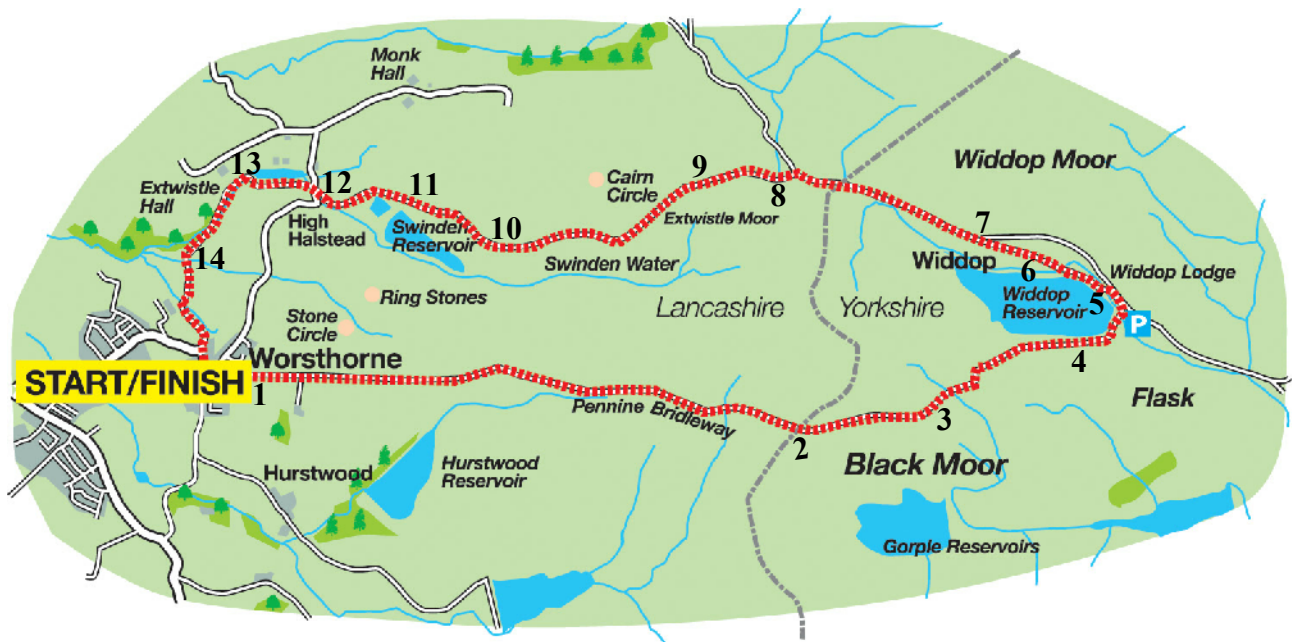 Monk
Hall
13
Extwistle
Hall
12
High
Halstead
11
Swinden
Reservoir
10
Cairn
Circle
9
8
Extwistle Moor
Swinden Water
Widdop Moor
7
Widdop
6
Widdop Lodge
Widdop
Reservoir
5
P
14
Ring Stones
Stone
Circle
Lancashire
Yorkshire
4
Flask
START/FINISH
Worsthorne
1
Pennine Bridleway
2
3
Black Moor
Hurstwood
Hurstwood
Reservoir
Gorple Reservoirs